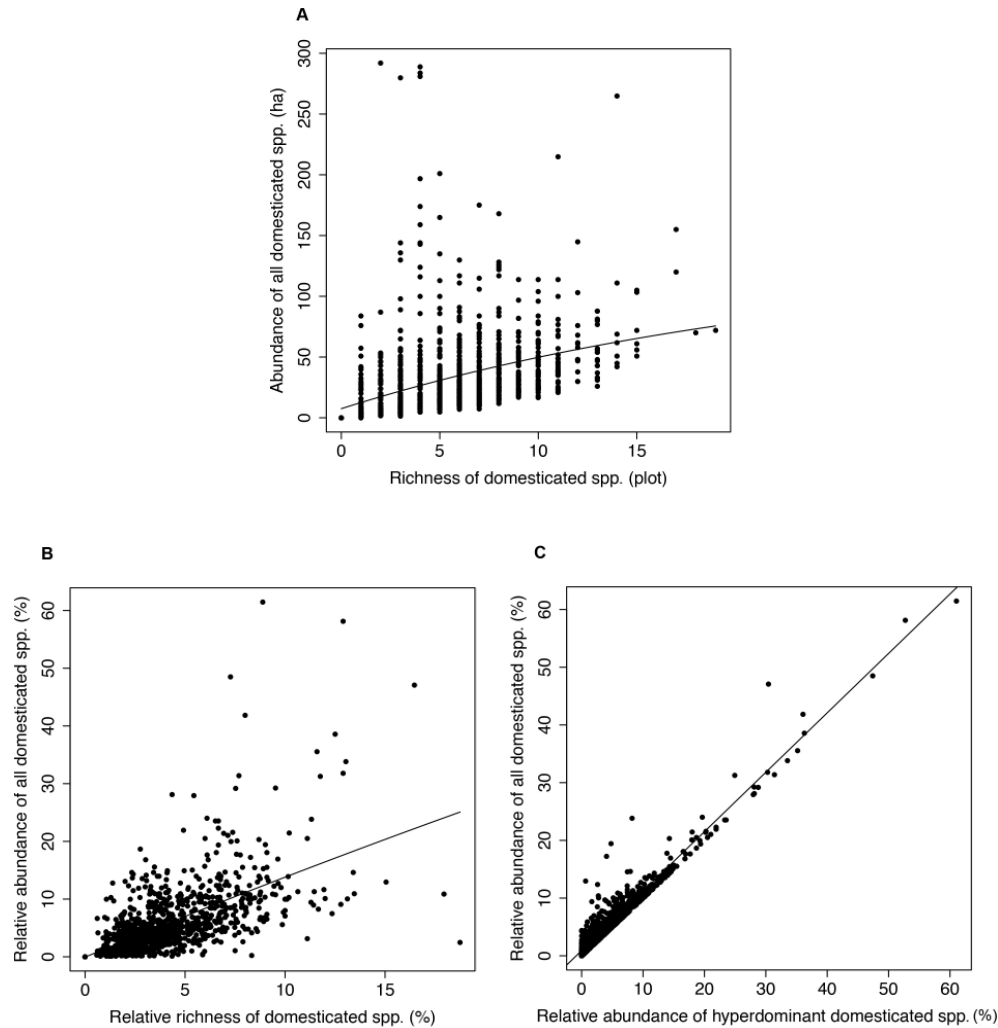 A
Abundance of all domesticated spp. (ha)
300
250
200
150
100
50
0
0 5 10 15
Richness of domesticated spp. (plot)
B
Relative abundance of all domesticated spp. (%)
60
50
40
30
20
10
0
0 5 10 15
Relative richness of domesticated spp. (%)
C
Relative abundance of all domesticated spp. (%)
60
50
40
30
20
10
0
0 10 20 30 40 50 60
Relative abundance of hyperdominant domesticated spp. (%)